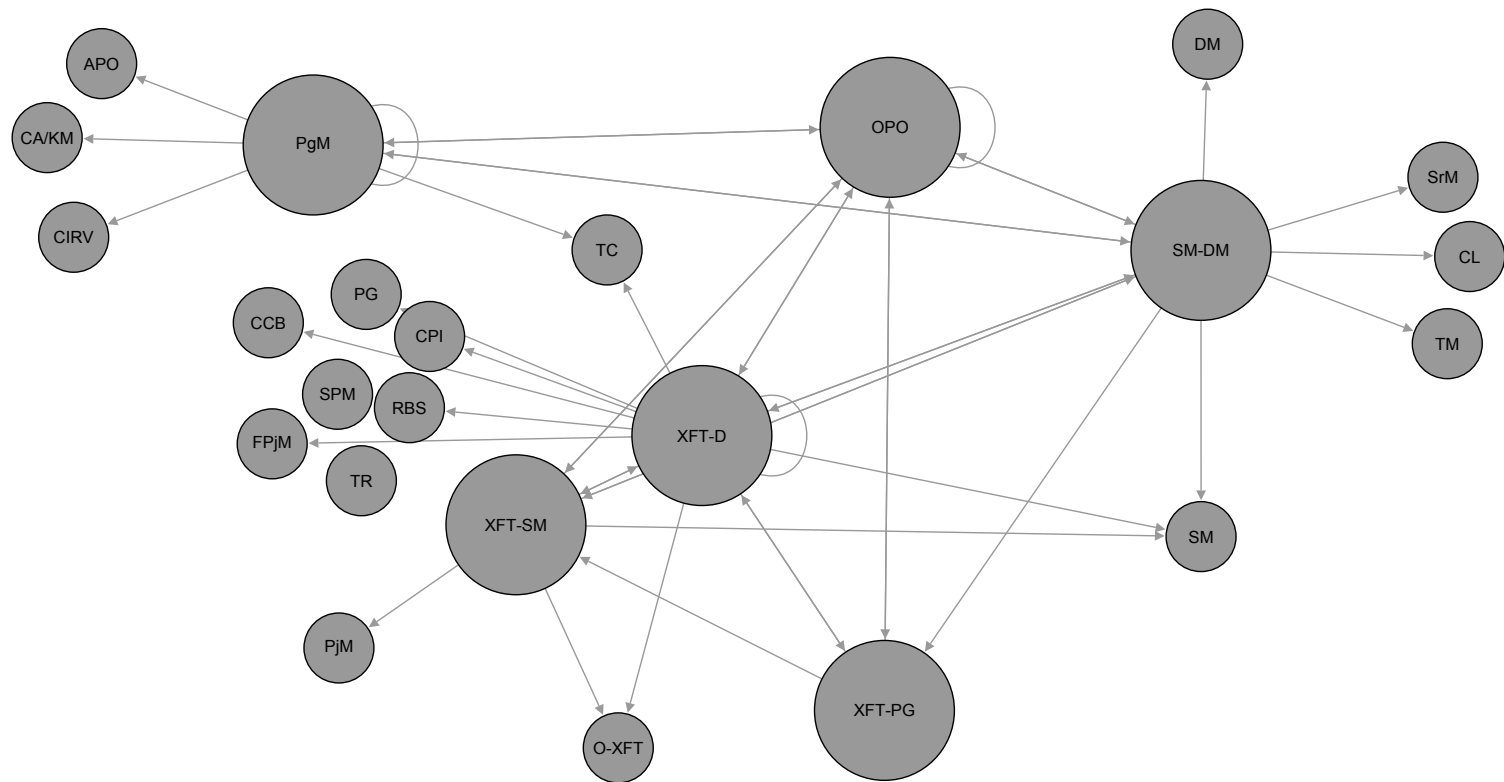 DM
APO
OPO
CA/KM
PgM
SrM
CIRV
TC
SM-DM
CL
PG
CCB
CPI
TM
SPM
RBS
XFT-D
FPjM
TR
XFT-SM
SM
PjM
XFT-PG
O-XFT